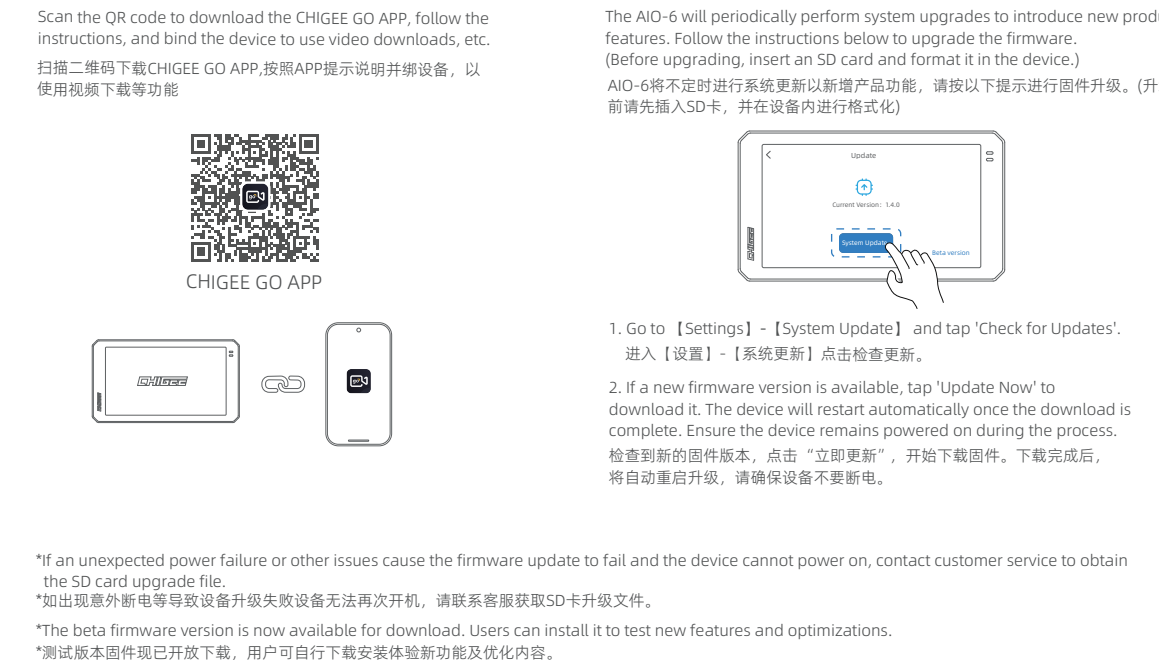 Scan the QR code to download the CHIGEE GO APP, follow the
instructions, and bind the device to use video downloads, etc.
扫描二维码下载CHIGEE GO APP,按照APP提示说明并绑设备，以
使用视频下载等功能
CHIGEE GO APP
CHIGEE
The AIO-6 will periodically perform system upgrades to introduce new produ
features. Follow the instructions below to upgrade the firmware.
(Before upgrading, insert an SD card and format it in the device.)
AIO-6将不定时进行系统更新以新增产品功能，请按以下提示进行固件升级。(升
前请先插入SD卡，并在设备内进行格式化)
Update
Current Version: 1.4.0
System Update
Beta version
CHIGEE
1. Go to 【Settings】-【System Update】 and tap 'Check for Updates'.
进入【设置】-【系统更新】点击检查更新。
2. If a new firmware version is available, tap 'Update Now' to
download it. The device will restart automatically once the download is
complete. Ensure the device remains powered on during the process.
检查到新的固件版本，点击“立即更新”，开始下载固件。下载完成后，
将自动重启升级，请确保设备不要断电。
*If an unexpected power failure or other issues cause the firmware update to fail and the device cannot power on, contact customer service to obtain
the SD card upgrade file.
*如出现意外断电等导致设备升级失败设备无法再次开机，请联系客服获取SD卡升级文件。
*The beta firmware version is now available for download. Users can install it to test new features and optimizations.
*测试版本固件现已开放下载，用户可自行下载安装体验新功能及优化内容。